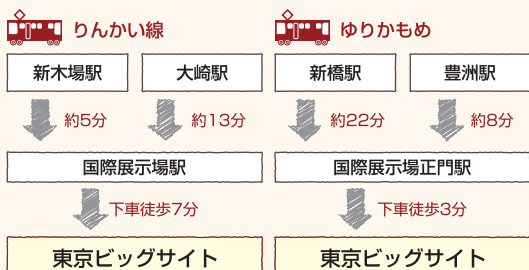 りんかい線
新木場駅
大崎駅
約5分
約13分
国際展示場駅
下車徒歩7分
東京ビッグサイト
ゆりかもめ
新橋駅
豊洲駅
約22分
約8分
国際展示場正門駅
下車徒歩3分
東京ビッグサイト